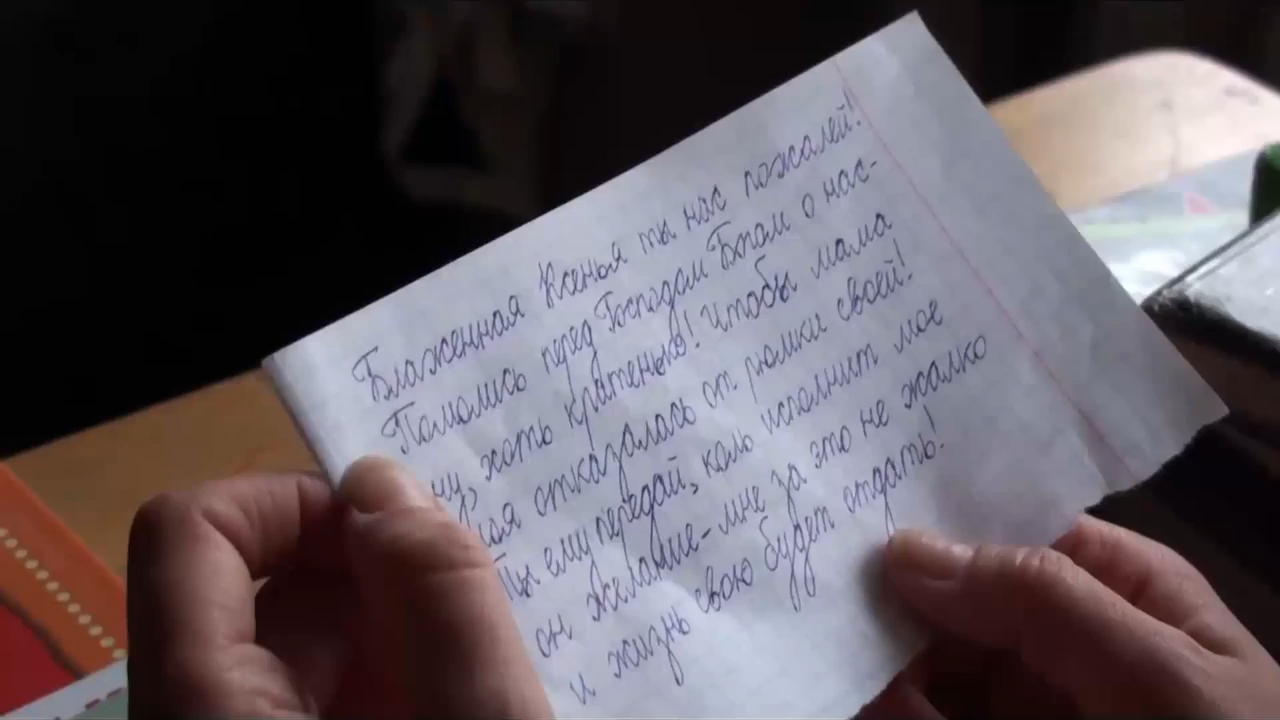 Блаженная Ксенья ты нас пожалей!
Помолись перед Господом Богом о нас-
ну, хоть кратенько! Чтобы мама
отказалась от рюмки своей!
Ты ему передай, коль исполнит мое
он желание-мне за это не жалко
и жизнь свою будет отдать!